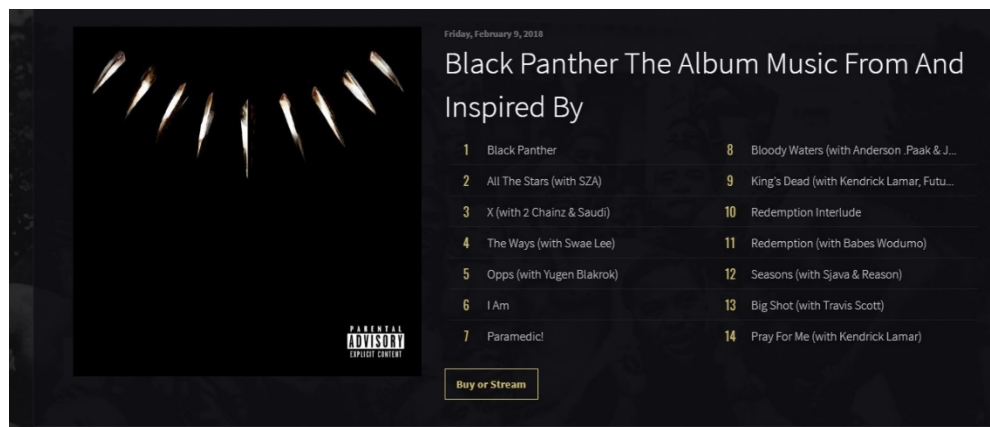 Friday, February 9, 2018
Black Panther The Album Music From And
Inspired By
1 Black Panther
2 All The Stars (with SZA)
3 X (with 2 Chainz & Saudi)
4 The Ways (with Swae Lee)
5 Opps (with Yugen Blakrok)
6 I Am
7 Paramedic!
8 Bloody Waters (with Anderson .Paak & J...
9 King's Dead (with Kendrick Lamar, Futu...
10 Redemption Interlude
11 Redemption (with Babes Wodumo)
12 Seasons (with Sjava & Reason)
13 Big Shot (with Travis Scott)
14 Pray For Me (with Kendrick Lamar)
PARENTAL
ADVISORY
EXPLICIT CONTENT
Buy or Stream